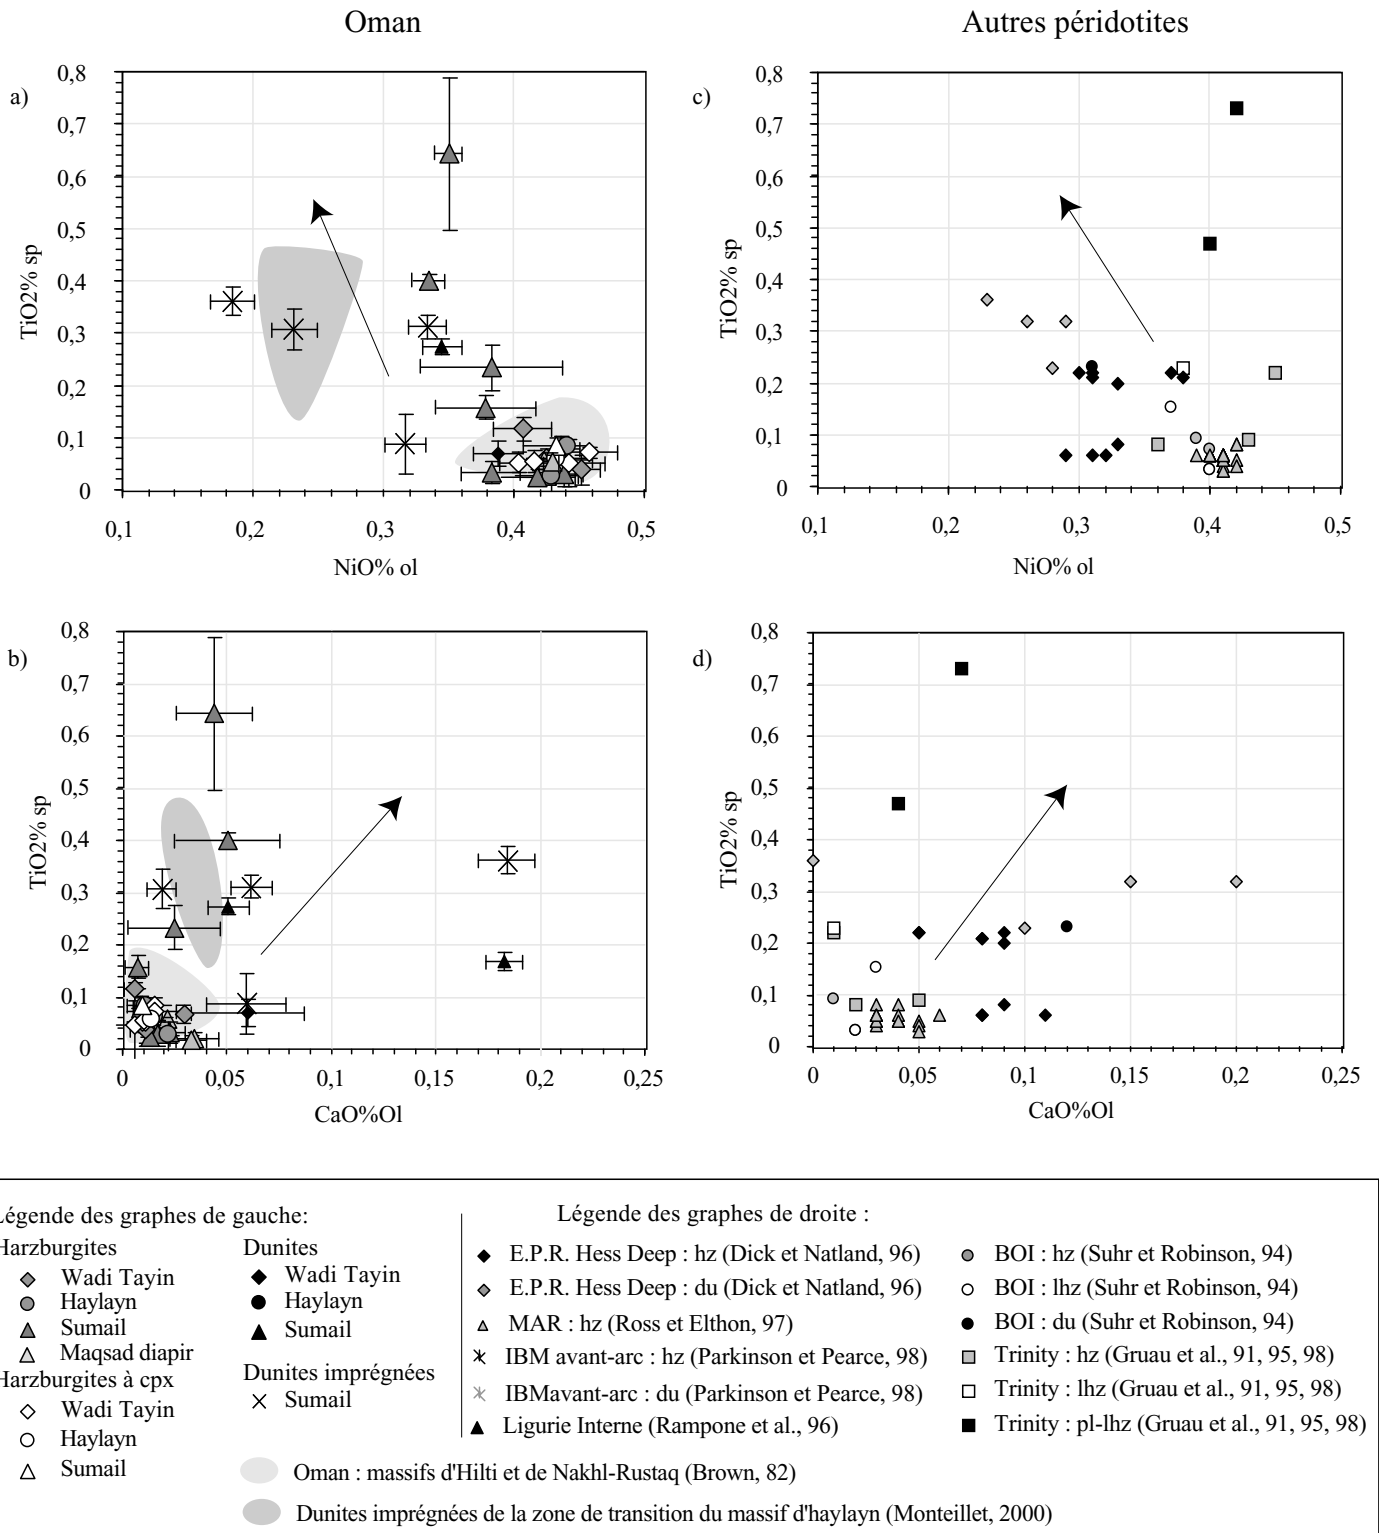 Oman
Autres péridotites
a)
0,8
0,7
0,6
0,5
0,4
0,3
0,2
0,1
0
TiO2% sp
0,1
0,2
0,3
0,4
0,5
NiO% ol
c)
0,8
0,7
0,6
0,5
0,4
0,3
0,2
0,1
0
TiO2% sp
0,1
0,2
0,3
0,4
0,5
NiO% ol
b)
0,8
0,7
0,6
0,5
0,4
0,3
0,2
0,1
0
TiO2% sp
0
0,05
0,1
0,15
0,2
0,25
CaO%Ol
d)
0,8
0,7
0,6
0,5
0,4
0,3
0,2
0,1
0
TiO2% sp
0
0,05
0,1
0,15
0,2
0,25
CaO%Ol
Légende des graphes de gauche:
Harzburgites
Wadi Tayin
Haylayn
Sumail
Maqsad diapir
Harzburgites à cpx
Wadi Tayin
Haylayn
Sumail
Dunites
Wadi Tayin
Haylayn
Sumail
Dunites imprégnées
Sumail
Légende des graphes de droite :
E.P.R. Hess Deep : hz (Dick et Natland, 96)
E.P.R. Hess Deep : du (Dick et Natland, 96)
MAR : hz (Ross et Elthon, 97)
IBM avant-arc : hz (Parkinson et Pearce, 98)
IBMavant-arc : du (Parkinson et Pearce, 98)
Ligurie Interne (Rampone et al., 96)
BOI : hz (Suhr et Robinson, 94)
BOI : lhz (Suhr et Robinson, 94)
BOI : du (Suhr et Robinson, 94)
Trinity : hz (Gruau et al., 91, 95, 98)
Trinity : lhz (Gruau et al., 91, 95, 98)
Trinity : pl-lhz (Gruau et al., 91, 95, 98)
Oman : massifs d'Hilti et de Nakhl-Rustaq (Brown, 82)
Dunites imprégnées de la zone de transition du massif d'haylayn (Monteillet, 2000)